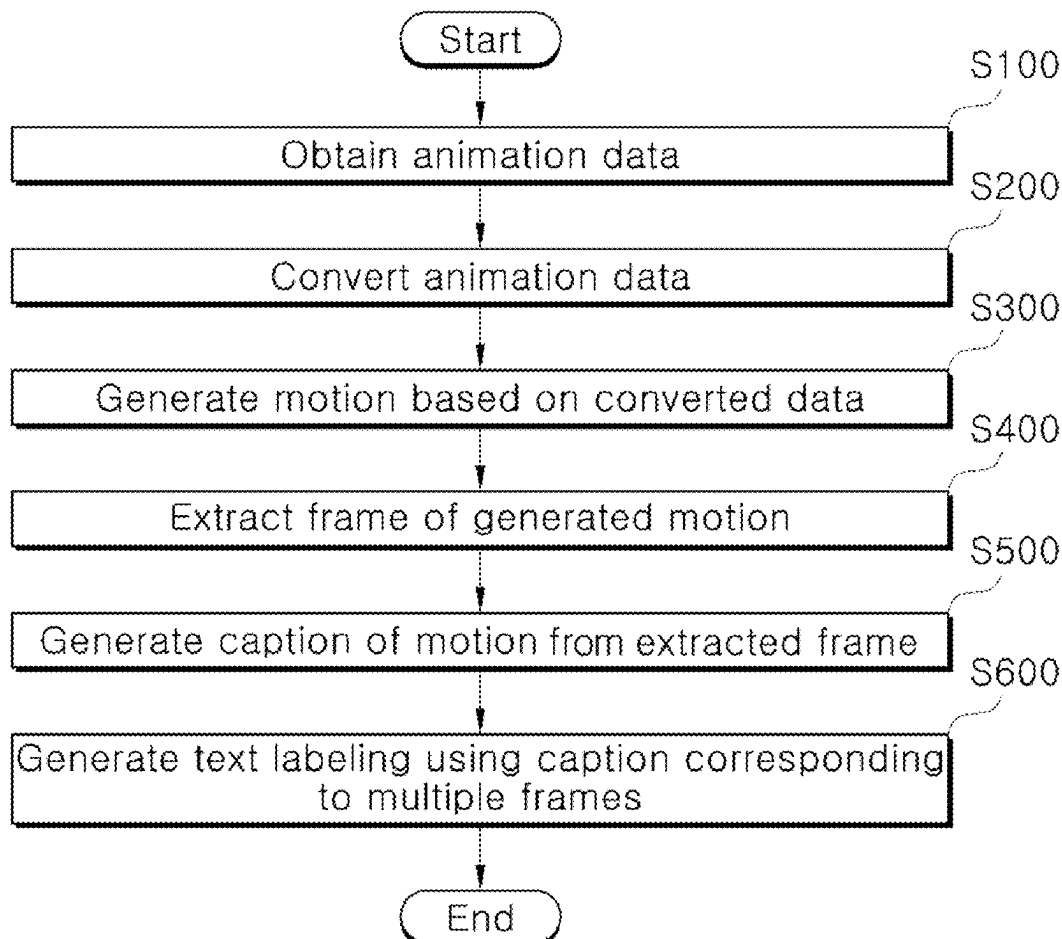 Start
S100
Obtain animation data
S200
Convert animation data
S300
Generate motion based on converted data
S400
Extract frame of generated motion
S500
Generate caption of motion from extracted frame
S600
Generate text labeling using caption corresponding
to multiple frames
End